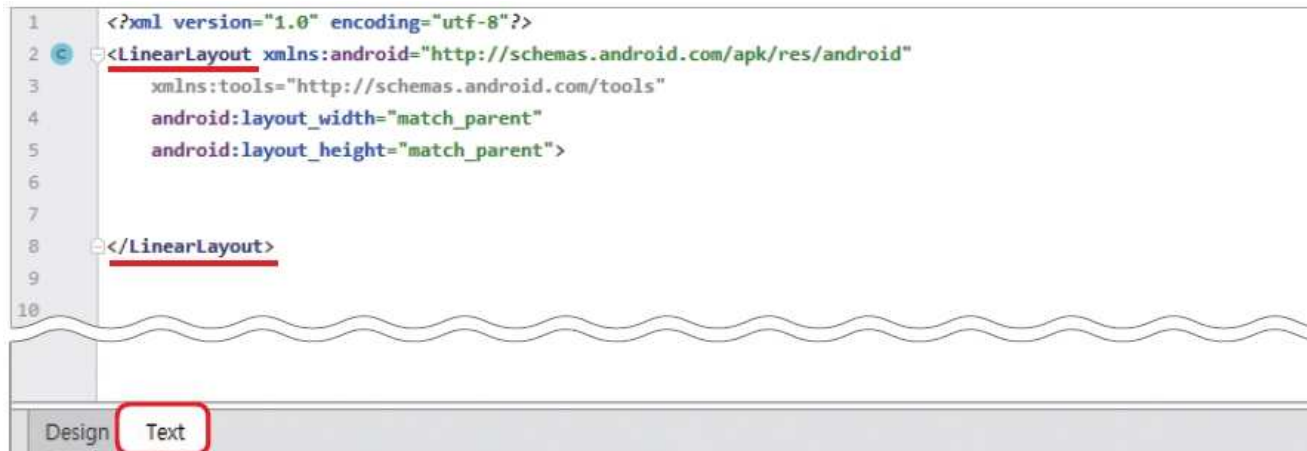 1 <?xml version="1.0" encoding="utf-8"?>
2 C <LinearLayout xmlns:android="http://schemas.android.com/apk/res/android"
3 xmlns:tools="http://schemas.android.com/tools"
4 android:layout_width="match_parent"
5 android:layout_height="match_parent">
6
7
8 </LinearLayout>
9
10
Design Text